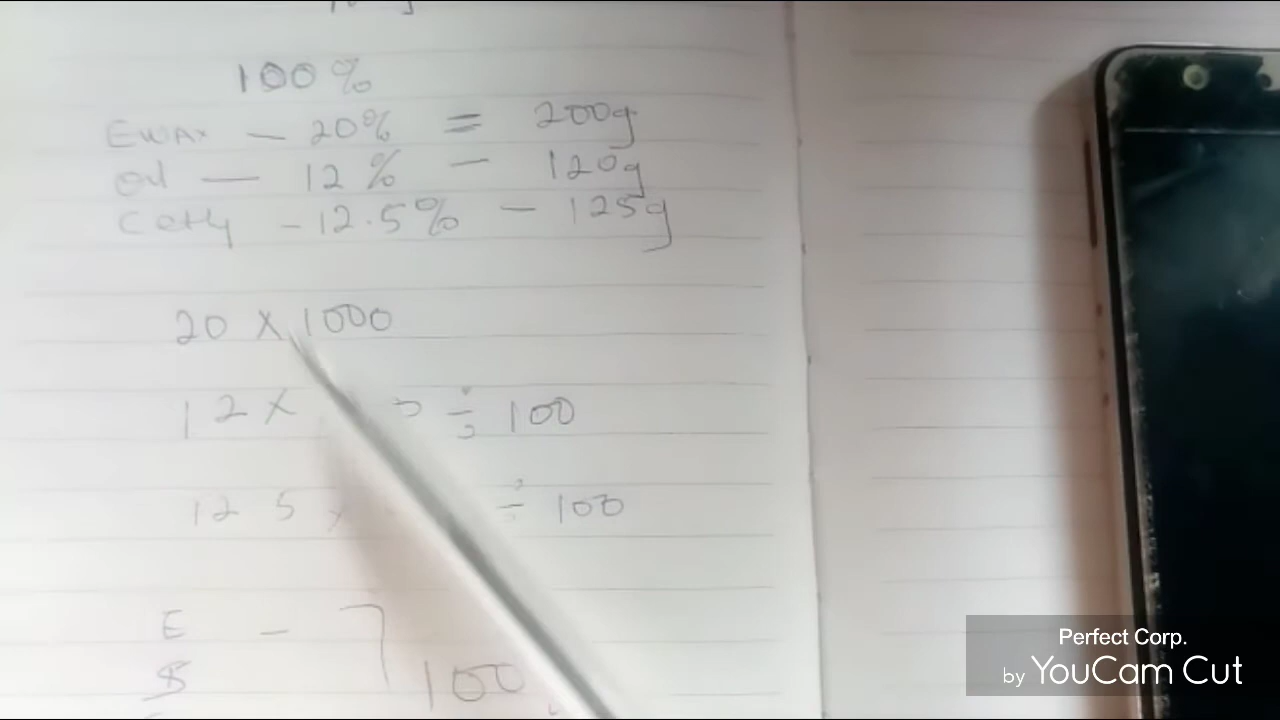 100%
Ewax - 20% = 200g
Oil - 12% - 120g
Cety - 12.5% - 125g
20 x 1000
12 x ÷ 100
12 5 x ÷ 100
E -
100
Perfect Corp.
by YouCam Cut